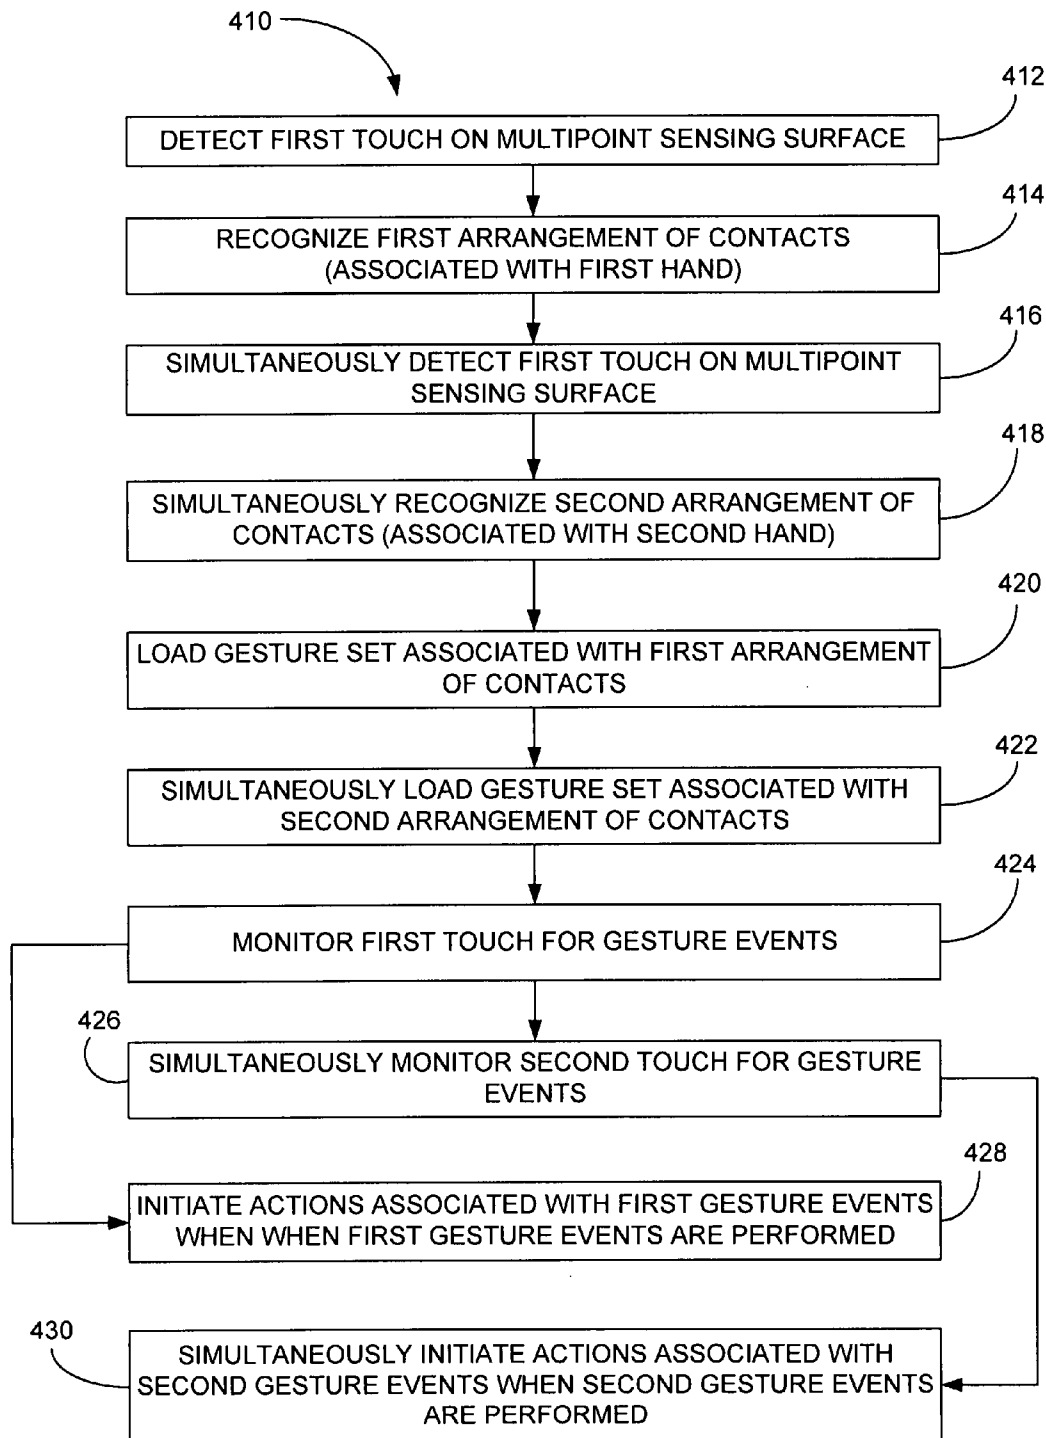 410
412
DETECT FIRST TOUCH ON MULTIPOINT SENSING SURFACE
414
RECOGNIZE FIRST ARRANGEMENT OF CONTACTS
(ASSOCIATED WITH FIRST HAND)
416
SIMULTANEOUSLY DETECT FIRST TOUCH ON MULTIPOINT
SENSING SURFACE
418
SIMULTANEOUSLY RECOGNIZE SECOND ARRANGEMENT OF
CONTACTS (ASSOCIATED WITH SECOND HAND)
420
LOAD GESTURE SET ASSOCIATED WITH FIRST ARRANGEMENT
OF CONTACTS
422
SIMULTANEOUSLY LOAD GESTURE SET ASSOCIATED WITH
SECOND ARRANGEMENT OF CONTACTS
424
MONITOR FIRST TOUCH FOR GESTURE EVENTS
426
SIMULTANEOUSLY MONITOR SECOND TOUCH FOR GESTURE
EVENTS
428
INITIATE ACTIONS ASSOCIATED WITH FIRST GESTURE EVENTS
WHEN WHEN FIRST GESTURE EVENTS ARE PERFORMED
430
SIMULTANEOUSLY INITIATE ACTIONS ASSOCIATED WITH
SECOND GESTURE EVENTS WHEN SECOND GESTURE EVENTS
ARE PERFORMED